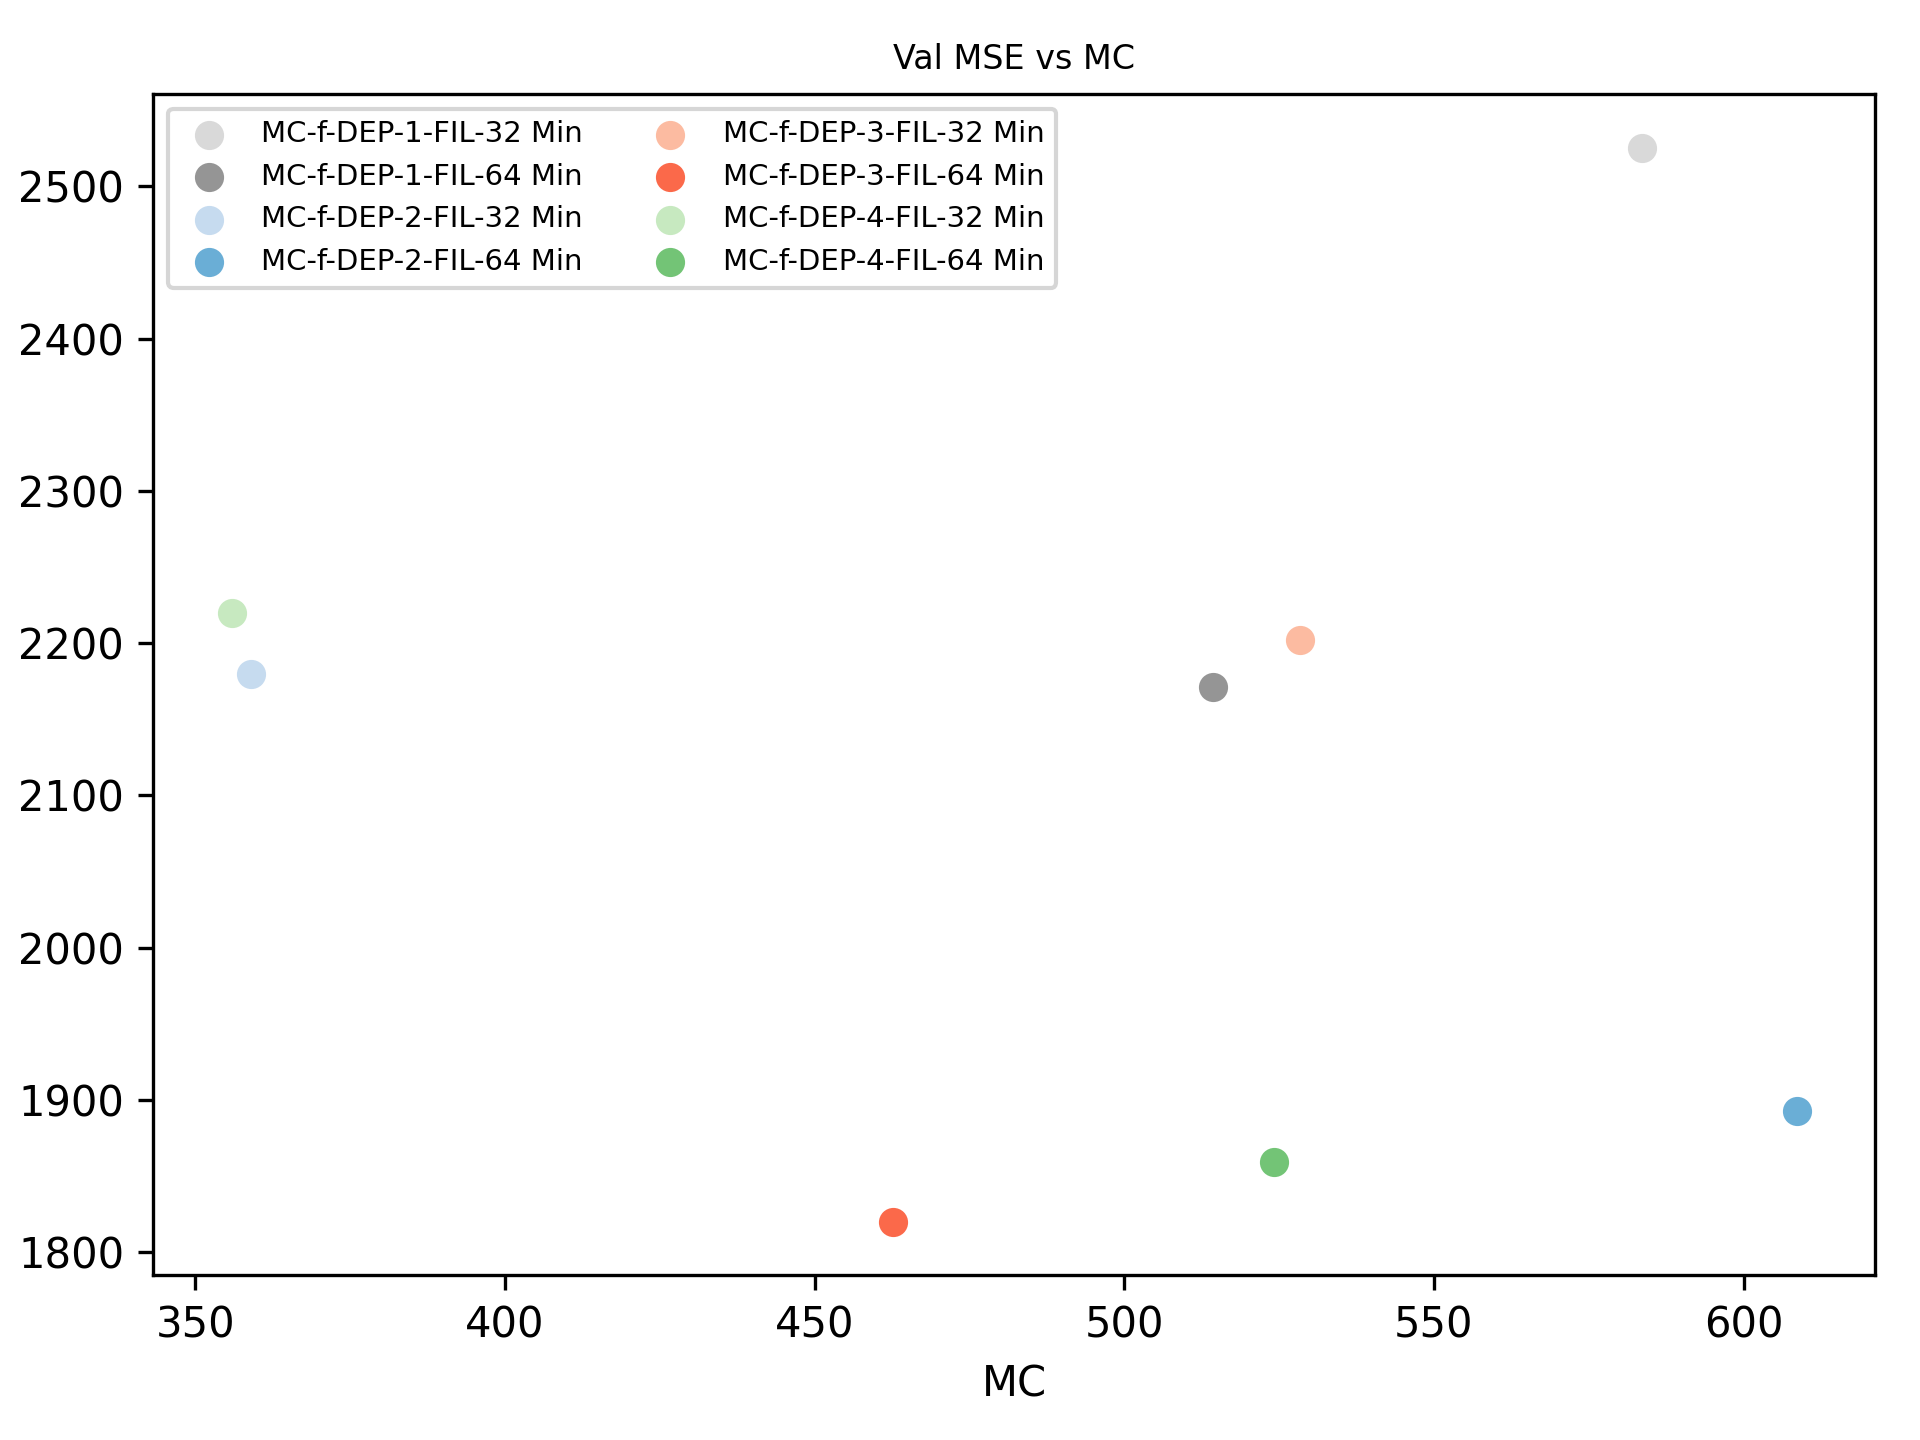 Val MSE vs MC
MC-f-DEP-1-FIL-32 Min
MC-f-DEP-1-FIL-64 Min
MC-f-DEP-2-FIL-32 Min
MC-f-DEP-2-FIL-64 Min
MC-f-DEP-3-FIL-32 Min
MC-f-DEP-3-FIL-64 Min
MC-f-DEP-4-FIL-32 Min
MC-f-DEP-4-FIL-64 Min
2500
2400
2300
2200
2100
2000
1900
1800
350 400 450 500 550 600
MC